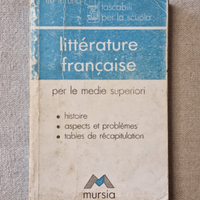 tascabili
per la scuola
littérature
française
per le medie superiori
histoire
aspects et problèmes
tables de récapitulation
mursia